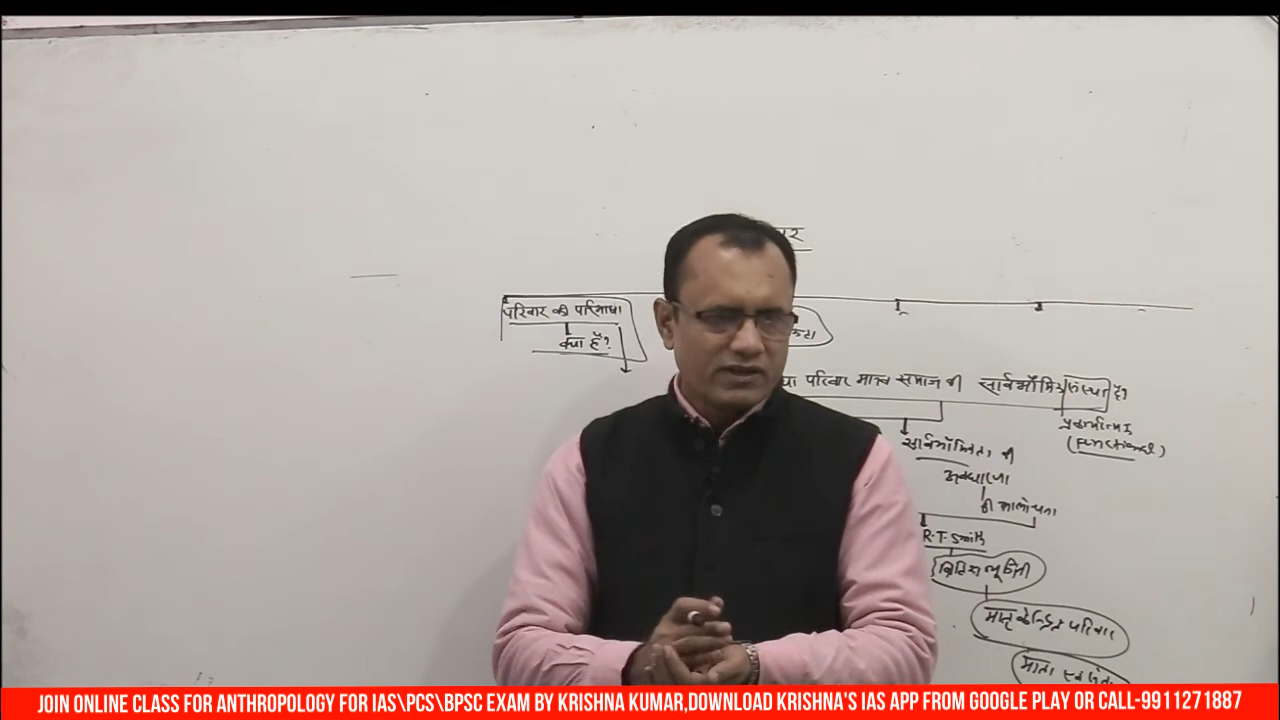 परिवार की परिभाषा
क्या है?
परिवार मानव समाज की सार्वभौमिक संस्था है?
(Functional)
सार्वभौमिकता की
अवधारणा
की आलोचना
R.T. Smith
मातृ केन्द्रित परिवार
माता
JOIN ONLINE CLASS FOR ANTHROPOLOGY FOR IAS\PCS\BPSC EXAM BY KRISHNA KUMAR,DOWNLOAD KRISHNA'S IAS APP FROM GOOGLE PLAY OR CALL-9911271887